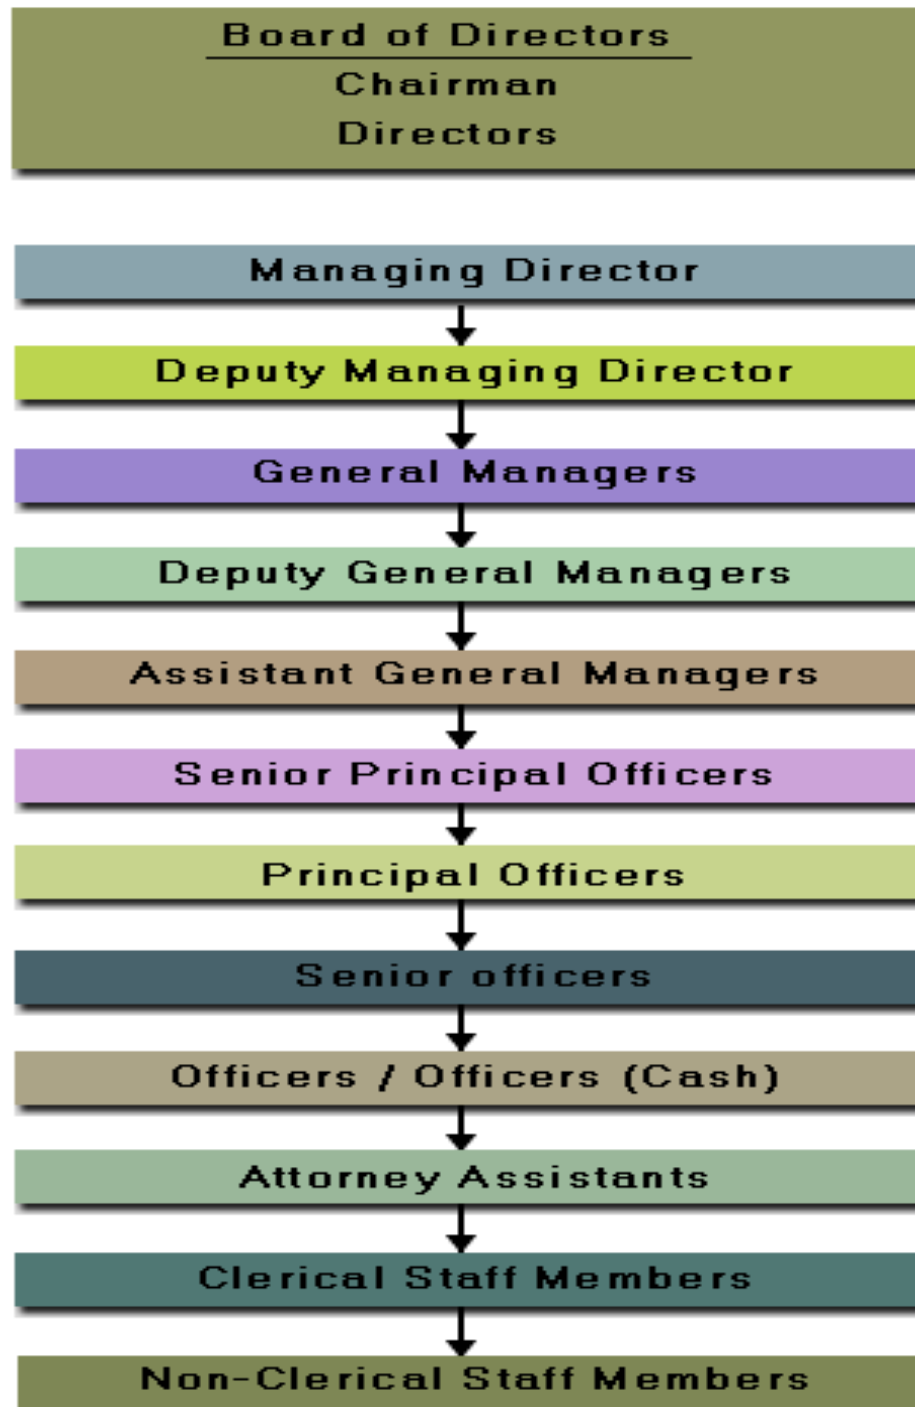 Board of Directors
Chairman
Directors
Managing Director
Deputy Managing Director
General Managers
Deputy General Managers
Assistant General Managers
Senior Principal Officers
Principal Officers
Senior officers
Officers / Officers (Cash)
Attorney Assistants
Clerical Staff Members
Non-Clerical Staff Members